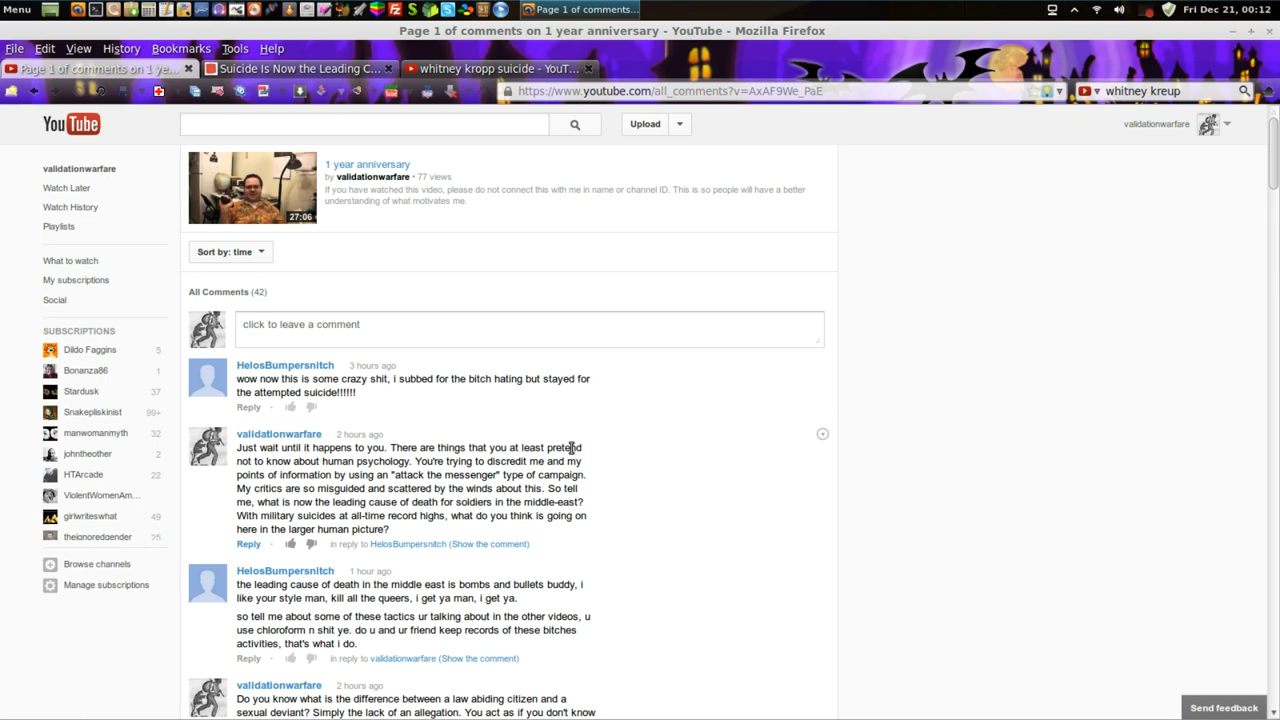 Menu
Page 1 of comments...
Fri Dec 21, 00:12
Page 1 of comments on 1 year anniversary - YouTube - Mozilla Firefox
File Edit View History Bookmarks Tools Help
Page 1 of comments on 1 ye...
Suicide Is Now the Leading C...
whitney kropp suicide - YouT...
https://www.youtube.com/all_comments?v=AxAF9We_PaE
whitney kreup
YouTube
Upload
validationwarfare
validationwarfare
Watch Later
Watch History
Playlists
What to watch
My subscriptions
Social
SUBSCRIPTIONS
Dildo Faggins 5
Bonanza86 1
Stardusk 37
Snakepliskinist 99+
manwomanmyth 32
johntheother 2
HTArcade 22
ViolentWomenAm...
girlwriteswhat 49
theignoredgender 25
Browse channels
Manage subscriptions
27:06
1 year anniversary
by validationwarfare • 77 views
If you have watched this video, please do not connect this with me in name or channel ID. This is so people will have a better
understanding of what motivates me.
Sort by: time
All Comments (42)
click to leave a comment
HelosBumpersnitch 3 hours ago
wow now this is some crazy shit, i subbed for the bitch hating but stayed for
the attempted suicide!!!!!!
Reply ·
validationwarfare 2 hours ago
Just wait until it happens to you. There are things that you at least pretend
not to know about human psychology. You're trying to discredit me and my
points of information by using an "attack the messenger" type of campaign.
My critics are so misguided and scattered by the winds about this. So tell
me, what is now the leading cause of death for soldiers in the middle-east?
With military suicides at all-time record highs, what do you think is going on
here in the larger human picture?
Reply · in reply to HelosBumpersnitch (Show the comment)
HelosBumpersnitch 1 hour ago
the leading cause of death in the middle east is bombs and bullets buddy, i
like your style man, kill all the queers, i get ya man, i get ya.
so tell me about some of these tactics ur talking about in the other videos, u
use chloroform n shit ye. do u and ur friend keep records of these bitches
activities, that's what i do.
Reply · in reply to validationwarfare (Show the comment)
validationwarfare 2 hours ago
Do you know what is the difference between a law abiding citizen and a
sexual deviant? Simply the lack of an allegation. You act as if you don't know
Send feedback